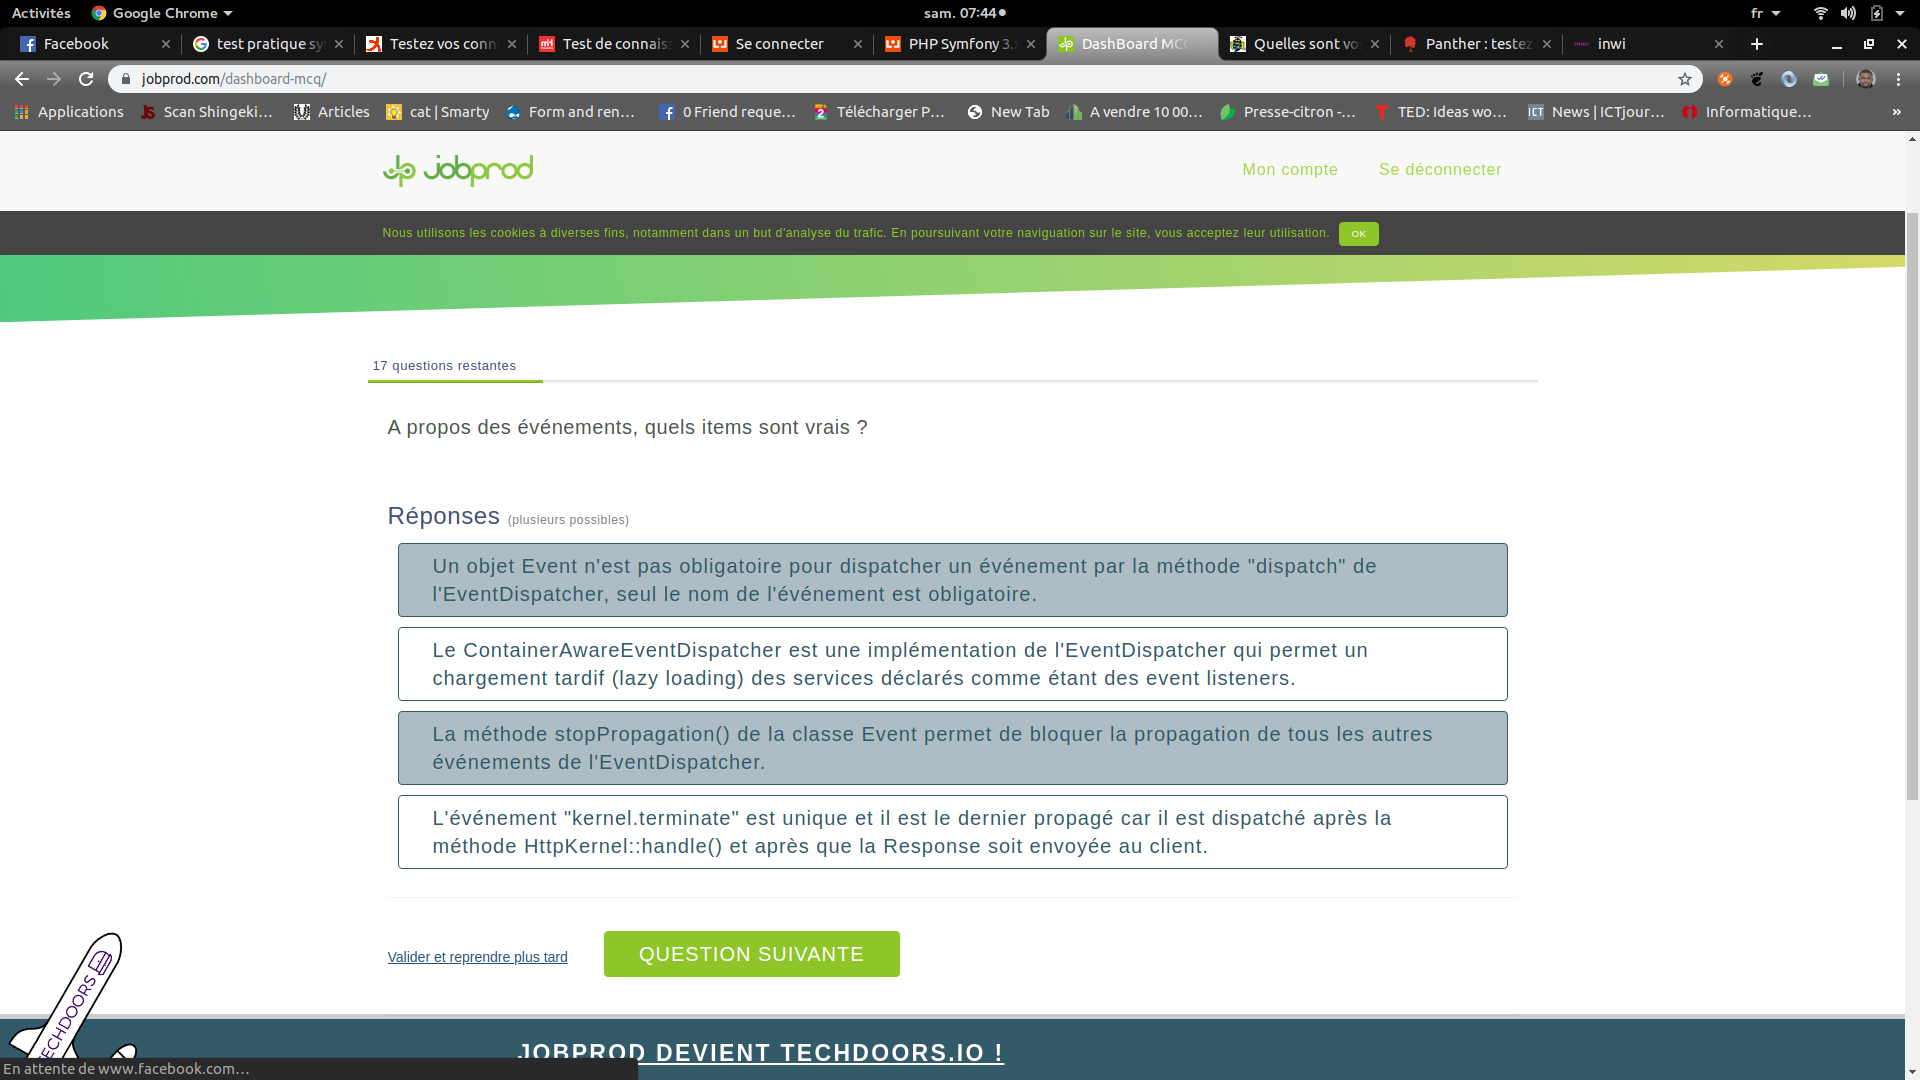 Activités Google Chrome sam. 07:44 fr
Facebook test pratique sy Testez vos conn Test de connais Se connecter PHP Symfony 3. DashBoard MC Quelles sont vo Panther : testez inwi
jobprod.com/dashboard-mcq/
Applications Scan Shingeki... Articles cat | Smarty Form and ren... 0 Friend reque... Télécharger P... New Tab A vendre 10 00... Presse-citron -... TED: Ideas wo... News | ICTjour... Informatique... »
jobprod Mon compte Se déconnecter
Nous utilisons les cookies à diverses fins, notamment dans un but d'analyse du trafic. En poursuivant votre naviguation sur le site, vous acceptez leur utilisation. OK
17 questions restantes
A propos des événements, quels items sont vrais ?
Réponses (plusieurs possibles)
Un objet Event n'est pas obligatoire pour dispatcher un événement par la méthode "dispatch" de
l'EventDispatcher, seul le nom de l'événement est obligatoire.
Le ContainerAwareEventDispatcher est une implémentation de l'EventDispatcher qui permet un
chargement tardif (lazy loading) des services déclarés comme étant des event listeners.
La méthode stopPropagation() de la classe Event permet de bloquer la propagation de tous les autres
événements de l'EventDispatcher.
L'événement "kernel.terminate" est unique et il est le dernier propagé car il est dispatché après la
méthode HttpKernel::handle() et après que la Response soit envoyée au client.
Valider et reprendre plus tard QUESTION SUIVANTE
TECHDOORS
JOBPROD DEVIENT TECHDOORS.IO !
En attente de www.facebook.com...